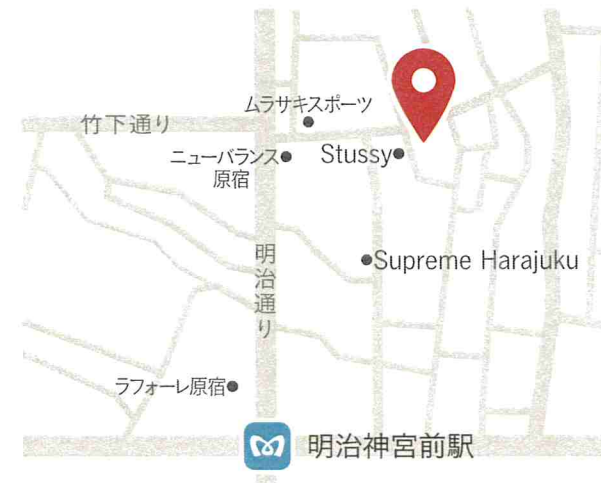 ムラサキスポーツ
竹下通り
ニューバランス
原宿
Stussy
明治通り
Supreme Harajuku
ラフォーレ原宿
明治神宮前駅